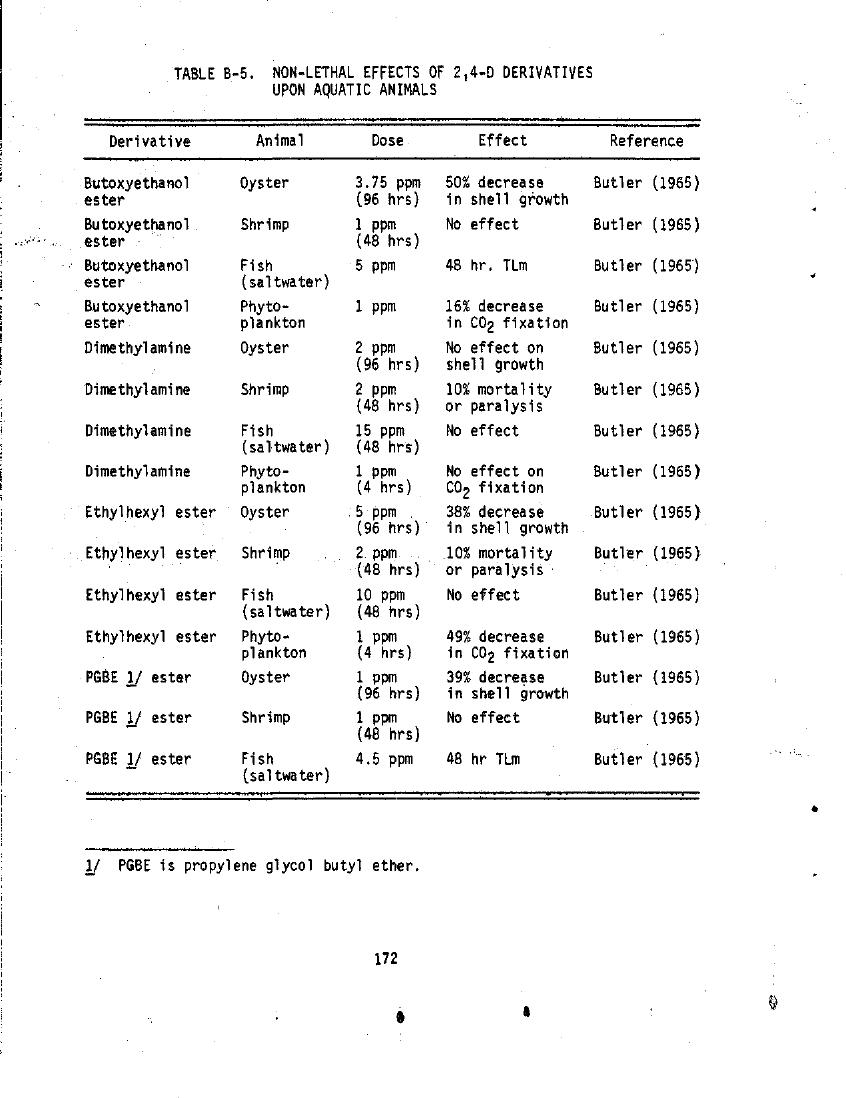 TABLE B-5. NON-LETHAL EFFECTS OF 2,4-D DERIVATIVES
UPON AQUATIC ANIMALS
Derivative Animal Dose Effect Reference
Butoxyethanol Oyster 3.75 ppm 50% decrease Butler (1965)
ester (96 hrs) in shell growth
Butoxyethanol Shrimp 1 ppm No effect Butler (1965)
ester (48 hrs)
Butoxyethanol Fish 5 ppm 48 hr. TLm Butler (1965)
ester (saltwater)
Butoxyethanol Phyto- 1 ppm 16% decrease Butler (1965)
ester plankton in CO2 fixation
Dimethylamine Oyster 2 ppm No effect on Butler (1965)
(96 hrs) shell growth
Dimethylamine Shrimp 2 ppm 10% mortality Butler (1965)
(48 hrs) or paralysis
Dimethylamine Fish 15 ppm No effect Butler (1965)
(saltwater) (48 hrs)
Dimethylamine Phyto- 1 ppm No effect on Butler (1965)
plankton (4 hrs) CO2 fixation
Ethylhexyl ester Oyster 5 ppm 38% decrease Butler (1965)
(96 hrs) in shell growth
Ethylhexyl ester Shrimp 2 ppm 10% mortality Butler (1965)
(48 hrs) or paralysis
Ethylhexyl ester Fish 10 ppm No effect Butler (1965)
(saltwater) (48 hrs)
Ethylhexyl ester Phyto- 1 ppm 49% decrease Butler (1965)
plankton (4 hrs) in CO2 fixation
PGBE 1/ ester Oyster 1 ppm 39% decrease Butler (1965)
(96 hrs) in shell growth
PGBE 1/ ester Shrimp 1 ppm No effect Butler (1965)
(48 hrs)
PGBE 1/ ester Fish 4.5 ppm 48 hr TLm Butler (1965)
(saltwater)
1/ PGBE is propylene glycol butyl ether.
172